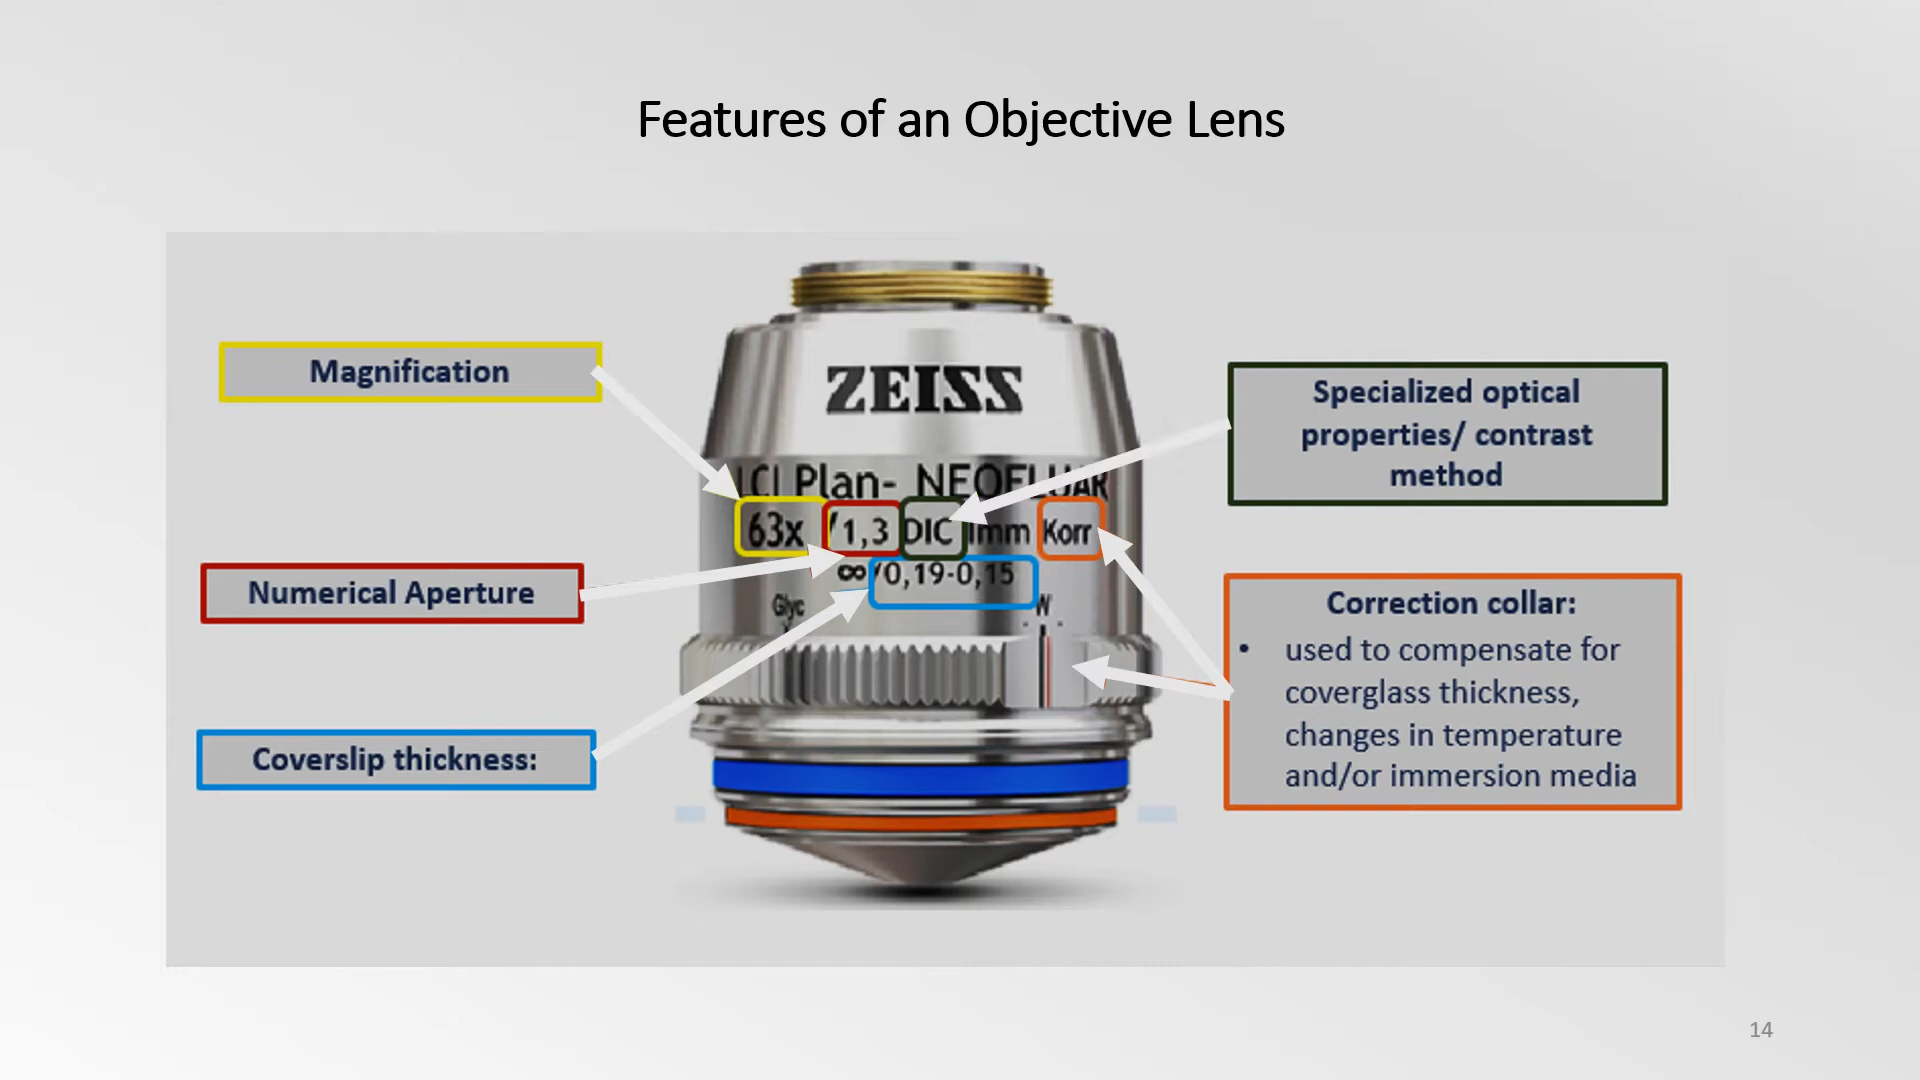 Features of an Objective Lens
Magnification
Numerical Aperture
Coverslip thickness:
ZEISS
LCI Plan- NEOFLUAR
63x /1,3 DIC Imm Korr
∞/0,19-0,15
Glyc
W
Specialized optical
properties/ contrast
method
Correction collar:
• used to compensate for
coverglass thickness,
changes in temperature
and/or immersion media
14